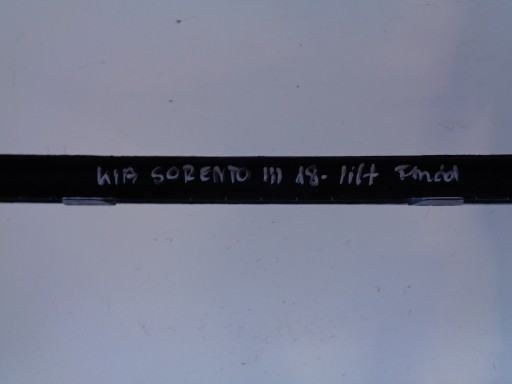 KIA SORENTO III 18- lift